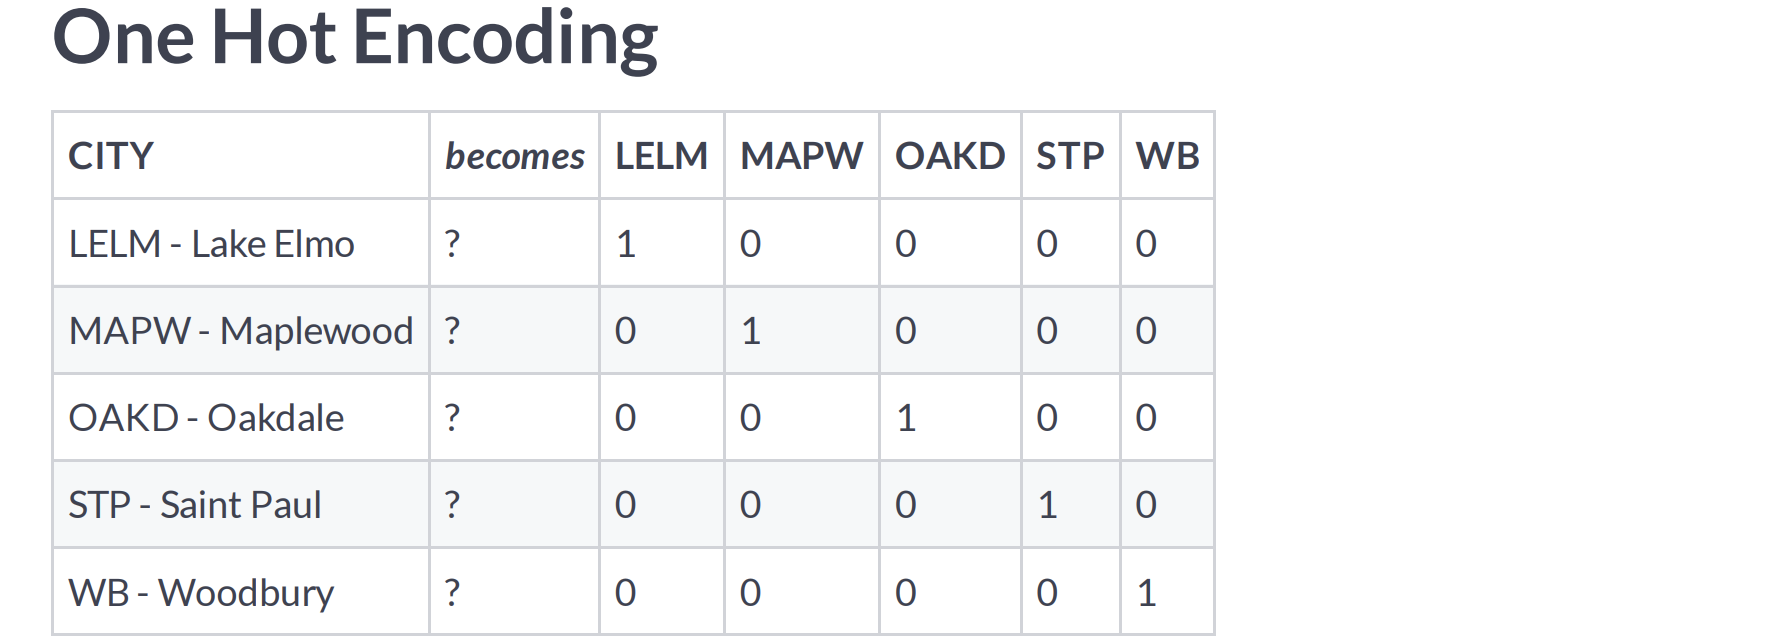 One Hot Encoding
CITY becomes LELM MAPW OAKD STP WB
LELM - Lake Elmo ? 1 0 0 0 0
MAPW - Maplewood ? 0 1 0 0 0
OAKD - Oakdale ? 0 0 1 0 0
STP - Saint Paul ? 0 0 0 1 0
WB - Woodbury ? 0 0 0 0 1